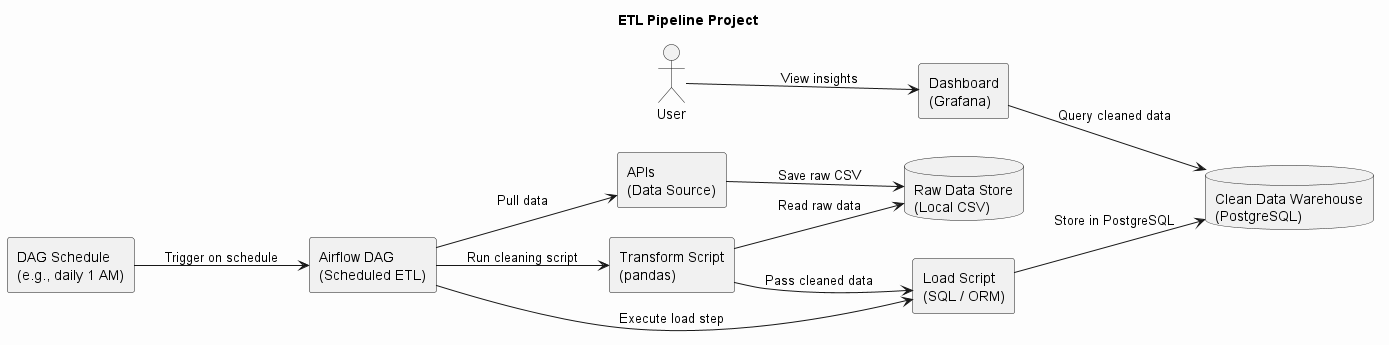 ETL Pipeline Project
View insights
User
Dashboard
(Grafana)
Query cleaned data
APIs
(Data Source)
Save raw CSV
Raw Data Store
(Local CSV)
Clean Data Warehouse
(PostgreSQL)
Pull data
Read raw data
Store in PostgreSQL
DAG Schedule
(e.g., daily 1 AM)
Trigger on schedule
Airflow DAG
(Scheduled ETL)
Run cleaning script
Transform Script
(pandas)
Pass cleaned data
Load Script
(SQL / ORM)
Execute load step